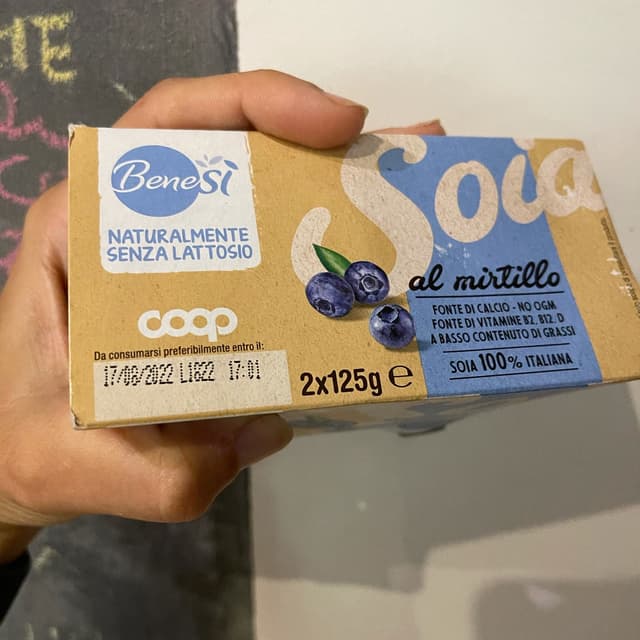 BeneSì
NATURALMENTE
SENZA LATTOSIO
coop
Da consumarsi preferibilmente entro il:
17/08/2022 L1622 17:01
2x125g e
Soia
al mirtillo
FONTE DI CALCIO - NO OGM
FONTE DI VITAMINE B2, B12, D
A BASSO CONTENUTO DI GRASSI
SOIA 100% ITALIANA